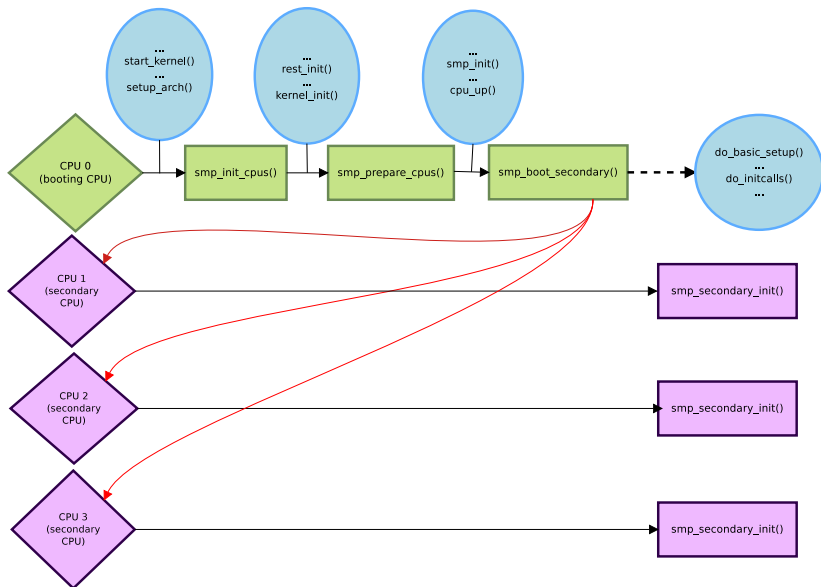 ...
start_kernel()
...
setup_arch()
...
rest_init()
...
kernel_init()
...
smp_init()
...
cpu_up()
CPU 0
(booting CPU)
smp_init_cpus()
smp_prepare_cpus()
smp_boot_secondary()
do_basic_setup()
...
do_initcalls()
...
CPU 1
(secondary
CPU)
smp_secondary_init()
CPU 2
(secondary
CPU)
smp_secondary_init()
CPU 3
(secondary
CPU)
smp_secondary_init()